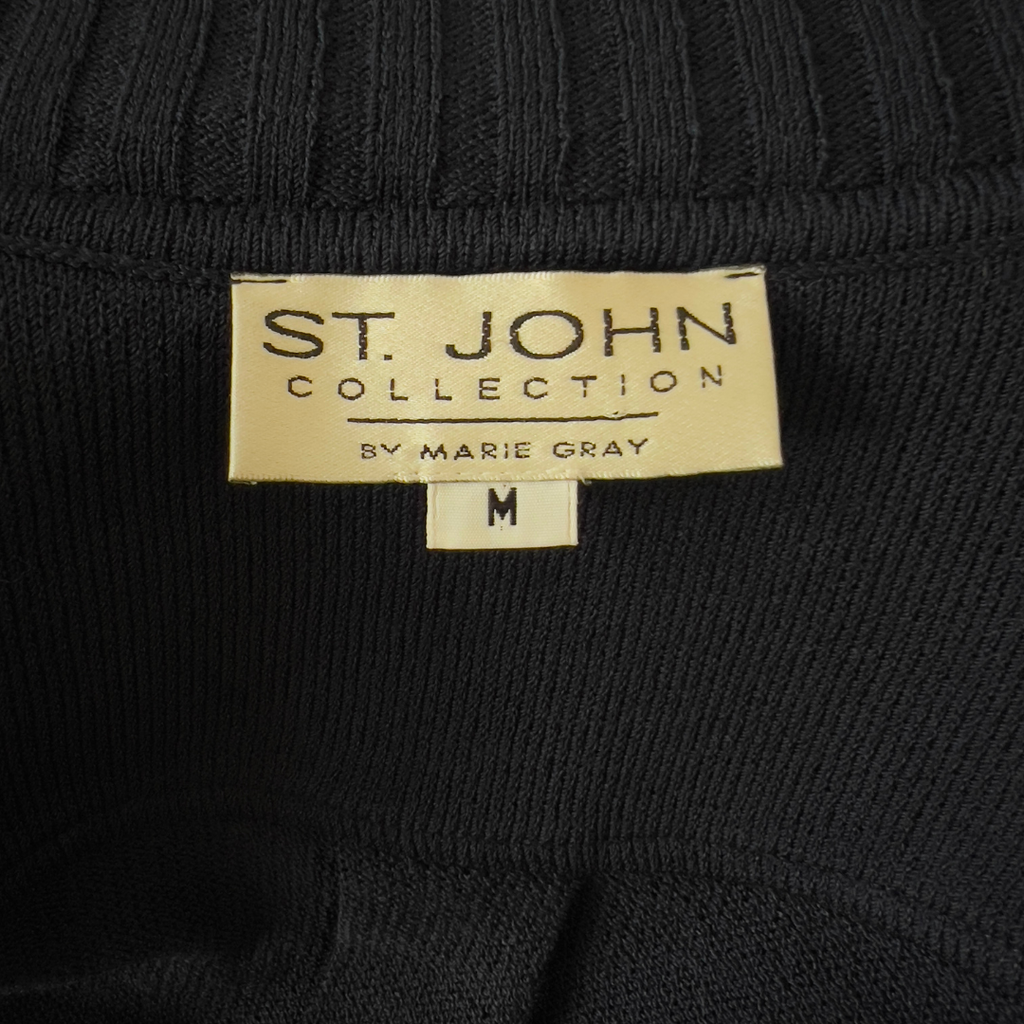 ST. JOHN
COLLECTION
BY MARIE GRAY
M